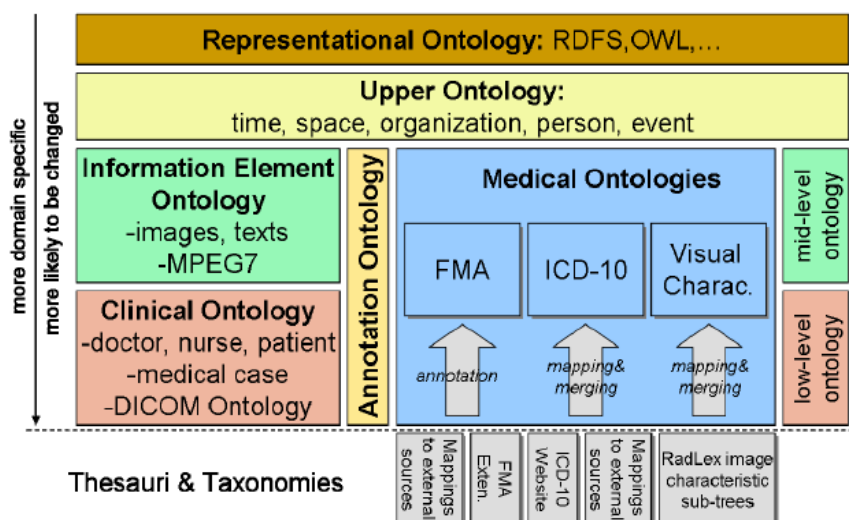 more domain specific
more likely to be changed
Representational Ontology: RDFS,OWL,...
Upper Ontology:
time, space, organization, person, event
Information Element
Ontology
-images, texts
-MPEG7
Clinical Ontology
-doctor, nurse, patient
-medical case
-DICOM Ontology
Annotation Ontology
Medical Ontologies
FMA
ICD-10
Visual
Charac.
annotation
mapping&
merging
mapping&
merging
mid-level
ontology
low-level
ontology
Thesauri & Taxonomies
Mappings
to external
sources
FMA
Exten.
ICD-10
Website
Mappings
to external
sources
RadLex image
characteristic
sub-trees